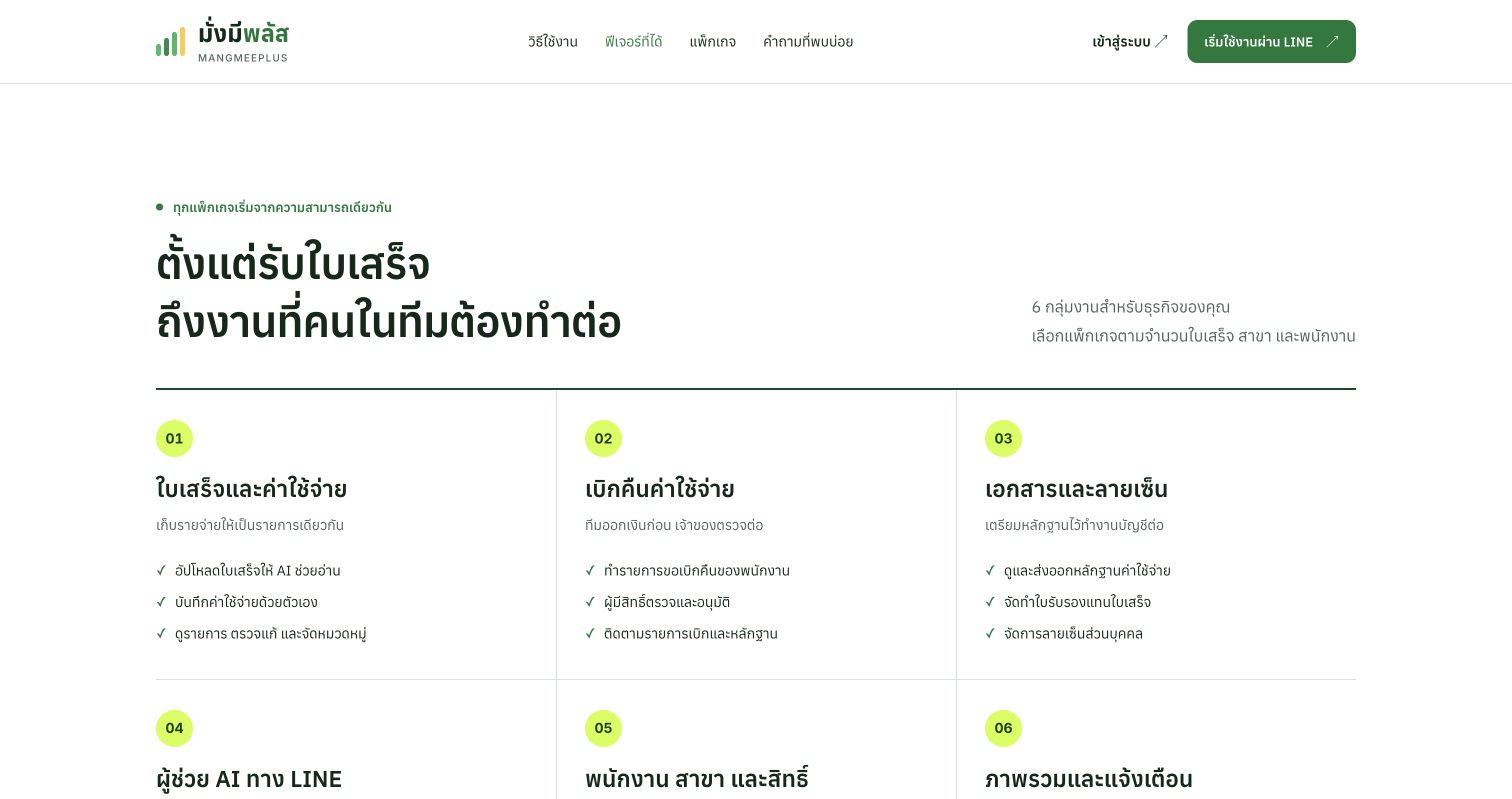 มั่งมีพลัส
MANGMEEPLUS
วิธีใช้งาน
ฟีเจอร์ที่ได้
แพ็กเกจ
คำถามที่พบบ่อย
เข้าสู่ระบบ
เริ่มใช้งานผ่าน LINE
ทุกแพ็กเกจเริ่มจากความสามารถเดียวกัน
ตั้งแต่รับใบเสร็จ
ถึงงานที่คนในทีมต้องทำต่อ
6 กลุ่มงานสำหรับธุรกิจของคุณ
เลือกแพ็กเกจตามจำนวนใบเสร็จ สาขา และพนักงาน
01
ใบเสร็จและค่าใช้จ่าย
เก็บรายจ่ายให้เป็นรายการเดียวกัน
✓ อัปโหลดใบเสร็จให้ AI ช่วยอ่าน
✓ บันทึกค่าใช้จ่ายด้วยตัวเอง
✓ ดูรายการ ตรวจแก้ และจัดหมวดหมู่
02
เบิกคืนค่าใช้จ่าย
ทีมออกเงินก่อน เจ้าของตรวจต่อ
✓ ทำรายการขอเบิกคืนของพนักงาน
✓ ผู้มีสิทธิ์ตรวจและอนุมัติ
✓ ติดตามรายการเบิกและหลักฐาน
03
เอกสารและลายเซ็น
เตรียมหลักฐานไว้ทำงานบัญชีต่อ
✓ ดูและส่งออกหลักฐานค่าใช้จ่าย
✓ จัดทำใบรับรองแทนใบเสร็จ
✓ จัดการลายเซ็นส่วนบุคคล
04
ผู้ช่วย AI ทาง LINE
05
พนักงาน สาขา และสิทธิ์
06
ภาพรวมและแจ้งเตือน